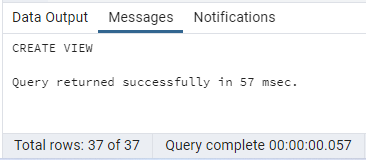 Data Output Messages Notifications
CREATE VIEW
Query returned successfully in 57 msec.
Total rows: 37 of 37 Query complete 00:00:00.057